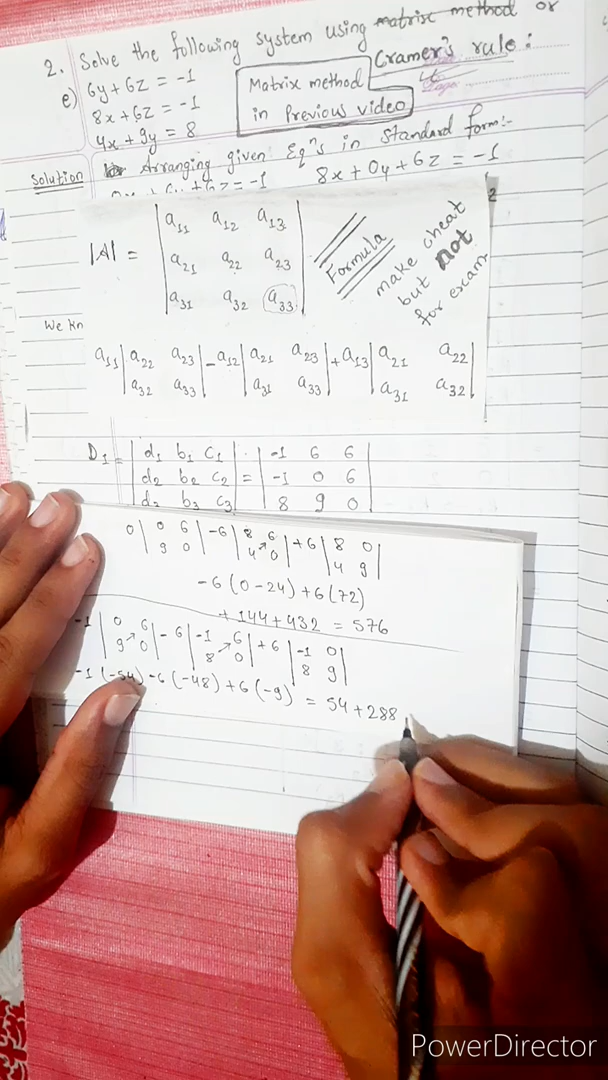 2. Solve the following system using matrix method or
Cramer's rule:
e) 6y + 6z = -1
8x + 6z = -1
4x + 9y = 8
Matrix method
in Previous video
Solution
Arranging given Eqⁿs in standard form:-
+ 6z = -1 8x + 0y + 6z = -1
|A| = | a₁₁ a₁₂ a₁₃ |
| a₂₁ a₂₂ a₂₃ |
| a₃₁ a₃₂ a₃₃ |
Formula
make cheat
but not
for exam
We kn
a₁₁ | a₂₂ a₂₃ | - a₁₂ | a₂₁ a₂₃ | + a₁₃ | a₂₁ a₂₂ |
| a₃₂ a₃₃ | | a₃₁ a₃₃ | | a₃₁ a₃₂ |
D₁ = | d₁ b₁ c₁ | | -1 6 6 |
| d₂ b₂ c₂ | = | -1 0 6 |
| d₃ b₃ c₃ | | 8 9 0 |
0 | 0 6 | -6 | 8 6 | +6 | 8 0 |
| 9 0 | | 4 0 | | 4 9 |
-6 (0-24) + 6(72)
+144 + 432 = 576
-1 | 0 6 | - 6 | -1 6 | +6 | -1 0 |
| 9 0 | | 8 0 | | 8 9 |
-1 (-54) -6 (-48) + 6 (-9) = 54 + 288
PowerDirector